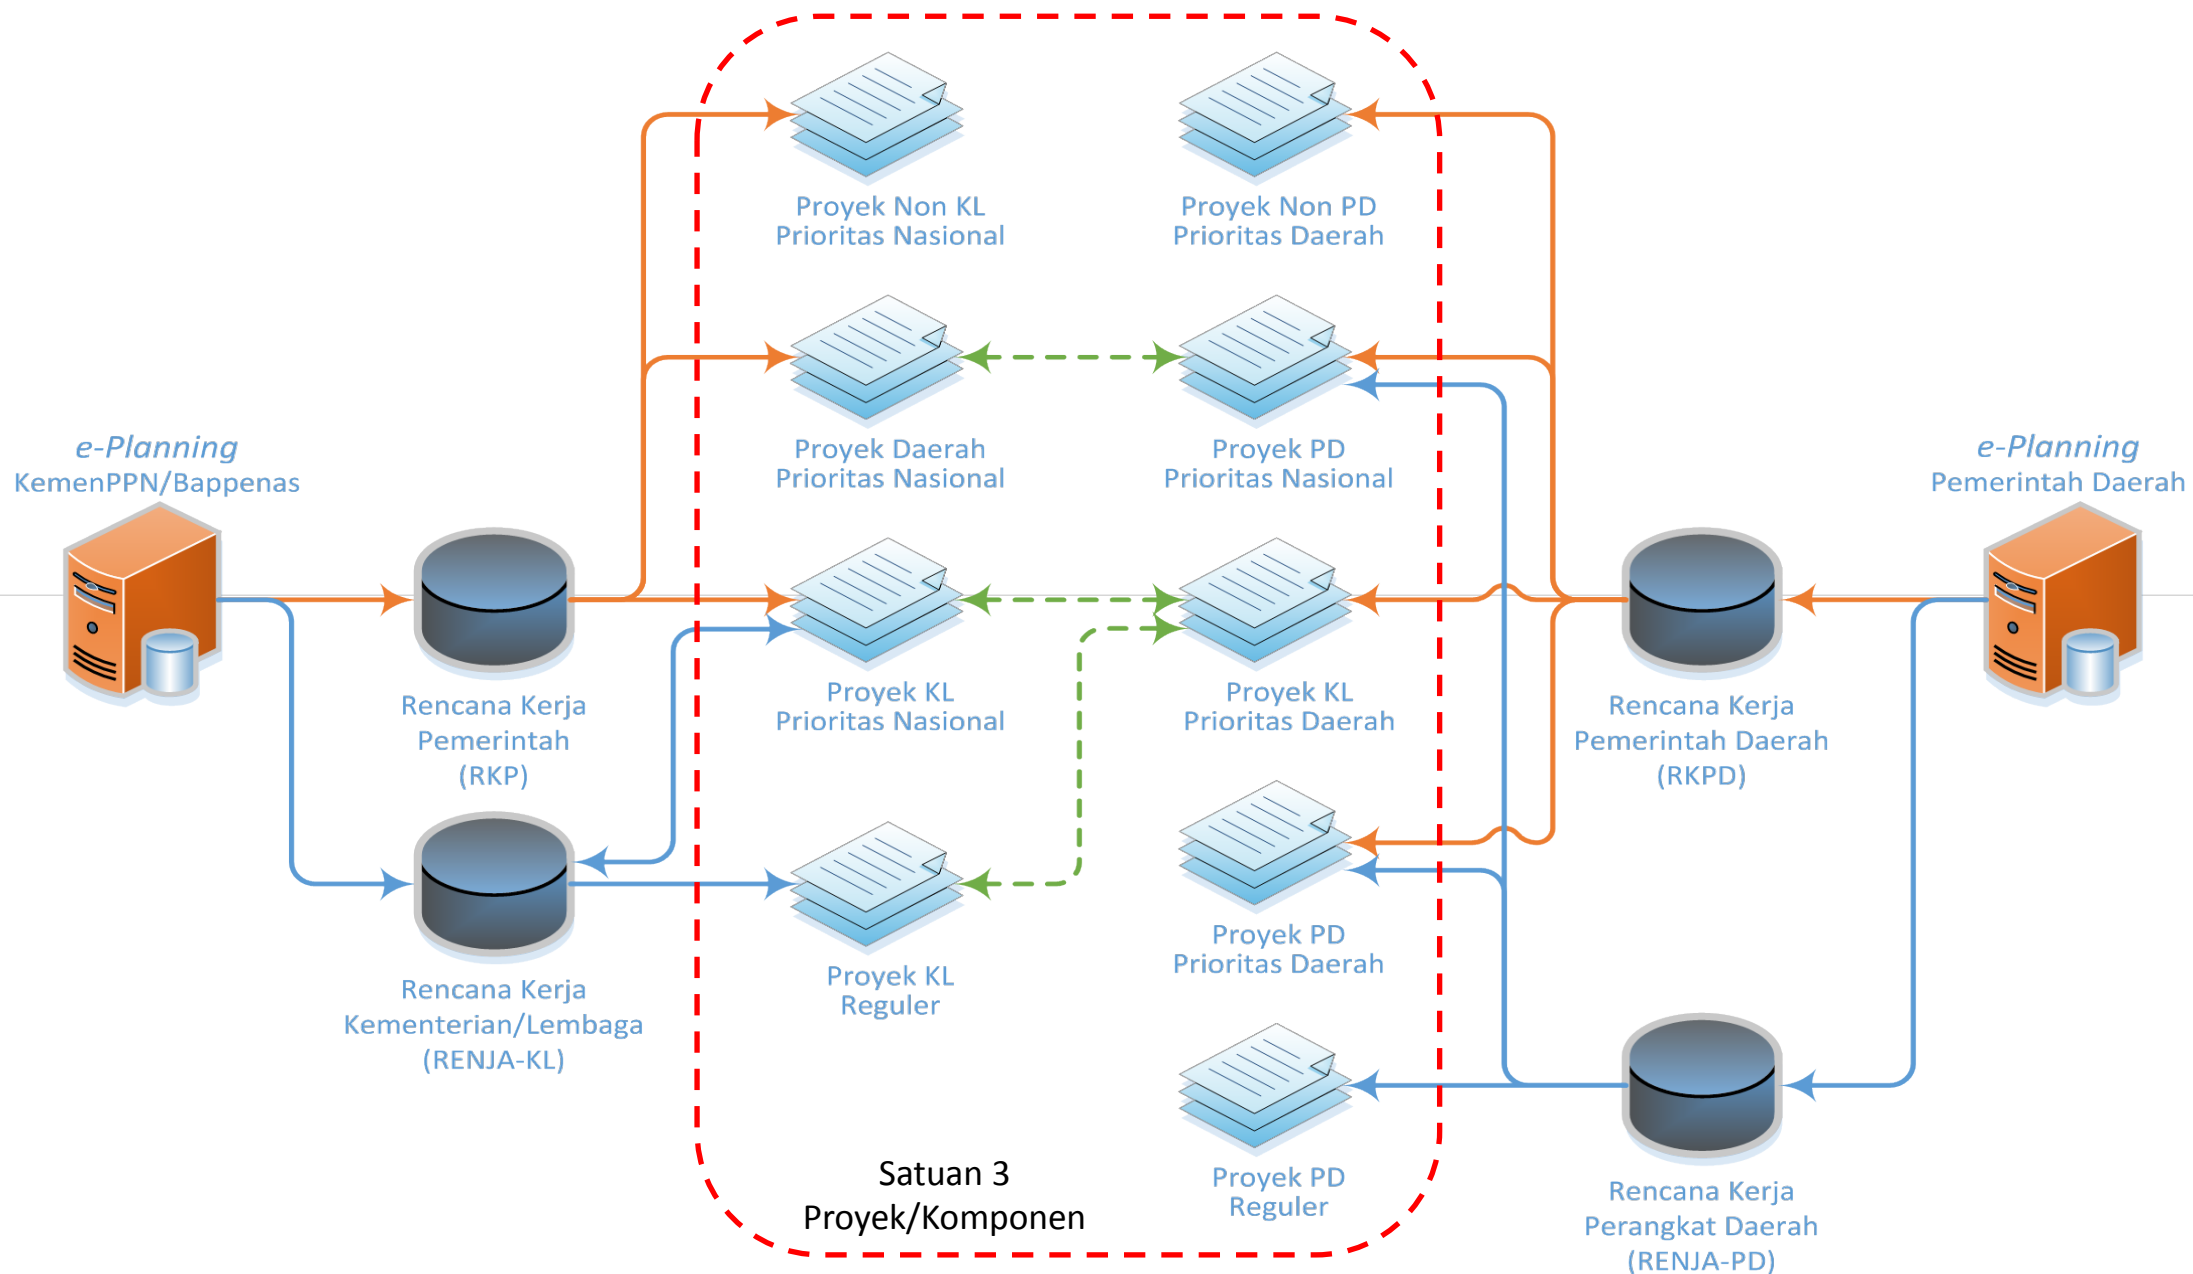 Proyek Non KL
Prioritas Nasional
Proyek Non PD
Prioritas Daerah
e-Planning
KemenPPN/Bappenas
Proyek Daerah
Prioritas Nasional
Proyek PD
Prioritas Nasional
e-Planning
Pemerintah Daerah
Rencana Kerja
Pemerintah
(RKP)
Proyek KL
Prioritas Nasional
Proyek KL
Prioritas Daerah
Rencana Kerja
Pemerintah Daerah
(RKPD)
Rencana Kerja
Kementerian/Lembaga
(RENJA-KL)
Proyek KL
Reguler
Proyek PD
Prioritas Daerah
Satuan 3
Proyek/Komponen
Proyek PD
Reguler
Rencana Kerja
Perangkat Daerah
(RENJA-PD)